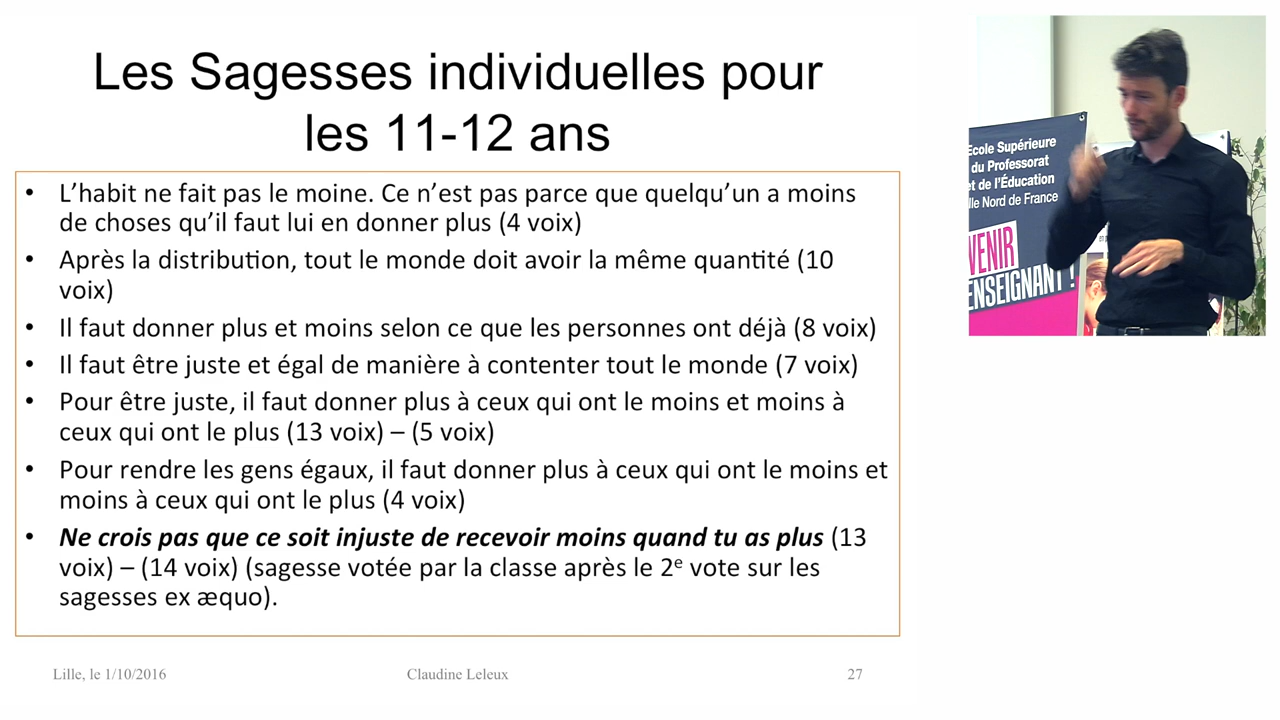 Les Sagesses individuelles pour
les 11-12 ans
• L’habit ne fait pas le moine. Ce n’est pas parce que quelqu’un a moins
de choses qu’il faut lui en donner plus (4 voix)
• Après la distribution, tout le monde doit avoir la même quantité (10
voix)
• Il faut donner plus et moins selon ce que les personnes ont déjà (8 voix)
• Il faut être juste et égal de manière à contenter tout le monde (7 voix)
• Pour être juste, il faut donner plus à ceux qui ont le moins et moins à
ceux qui ont le plus (13 voix) – (5 voix)
• Pour rendre les gens égaux, il faut donner plus à ceux qui ont le moins et
moins à ceux qui ont le plus (4 voix)
• Ne crois pas que ce soit injuste de recevoir moins quand tu as plus (13
voix) – (14 voix) (sagesse votée par la classe après le 2e vote sur les
sagesses ex æquo).
Lille, le 1/10/2016
Claudine Leleux
27
Ecole Supérieure
du Professorat
et de l’Éducation
lle Nord de France
VENIR
ENSEIGNANT !